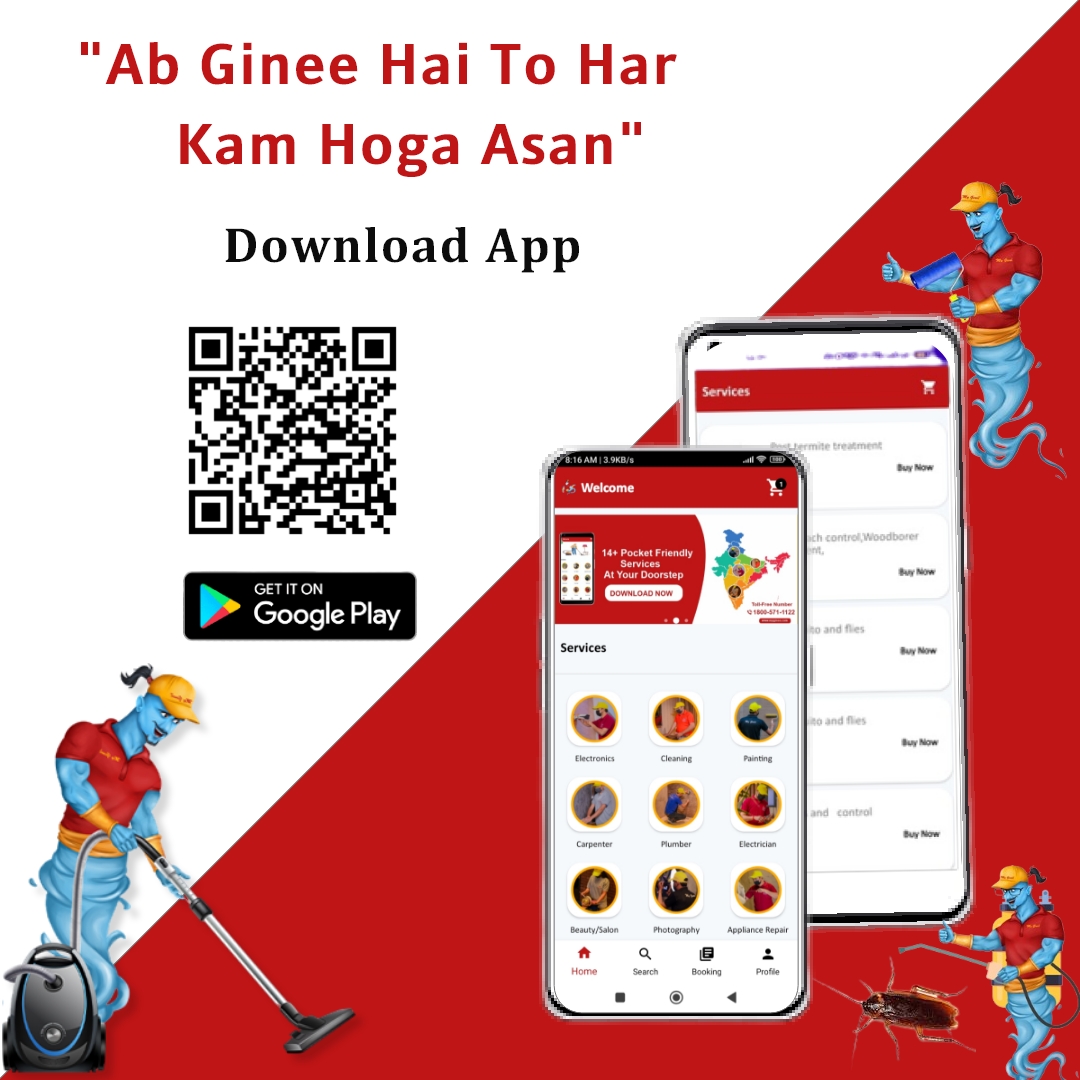 "Ab Ginee Hai To Har
Kam Hoga Asan"
Download App
GET IT ON
Google Play
Services
Post termite treatment
Buy Now
ch control,Woodborer
Buy Now
ito and flies
Buy Now
ito and flies
Buy Now
and control
Buy Now
8:16 AM | 3.9KB/s
100
Welcome
1
14+ Pocket Friendly
Services
At Your Doorstep
DOWNLOAD NOW
Toll-Free Number
1800-571-1122
Services
Electronics
Cleaning
Painting
Carpenter
Plumber
Electrician
Beauty/Salon
Photography
Appliance Repair
Home
Search
Booking
Profile